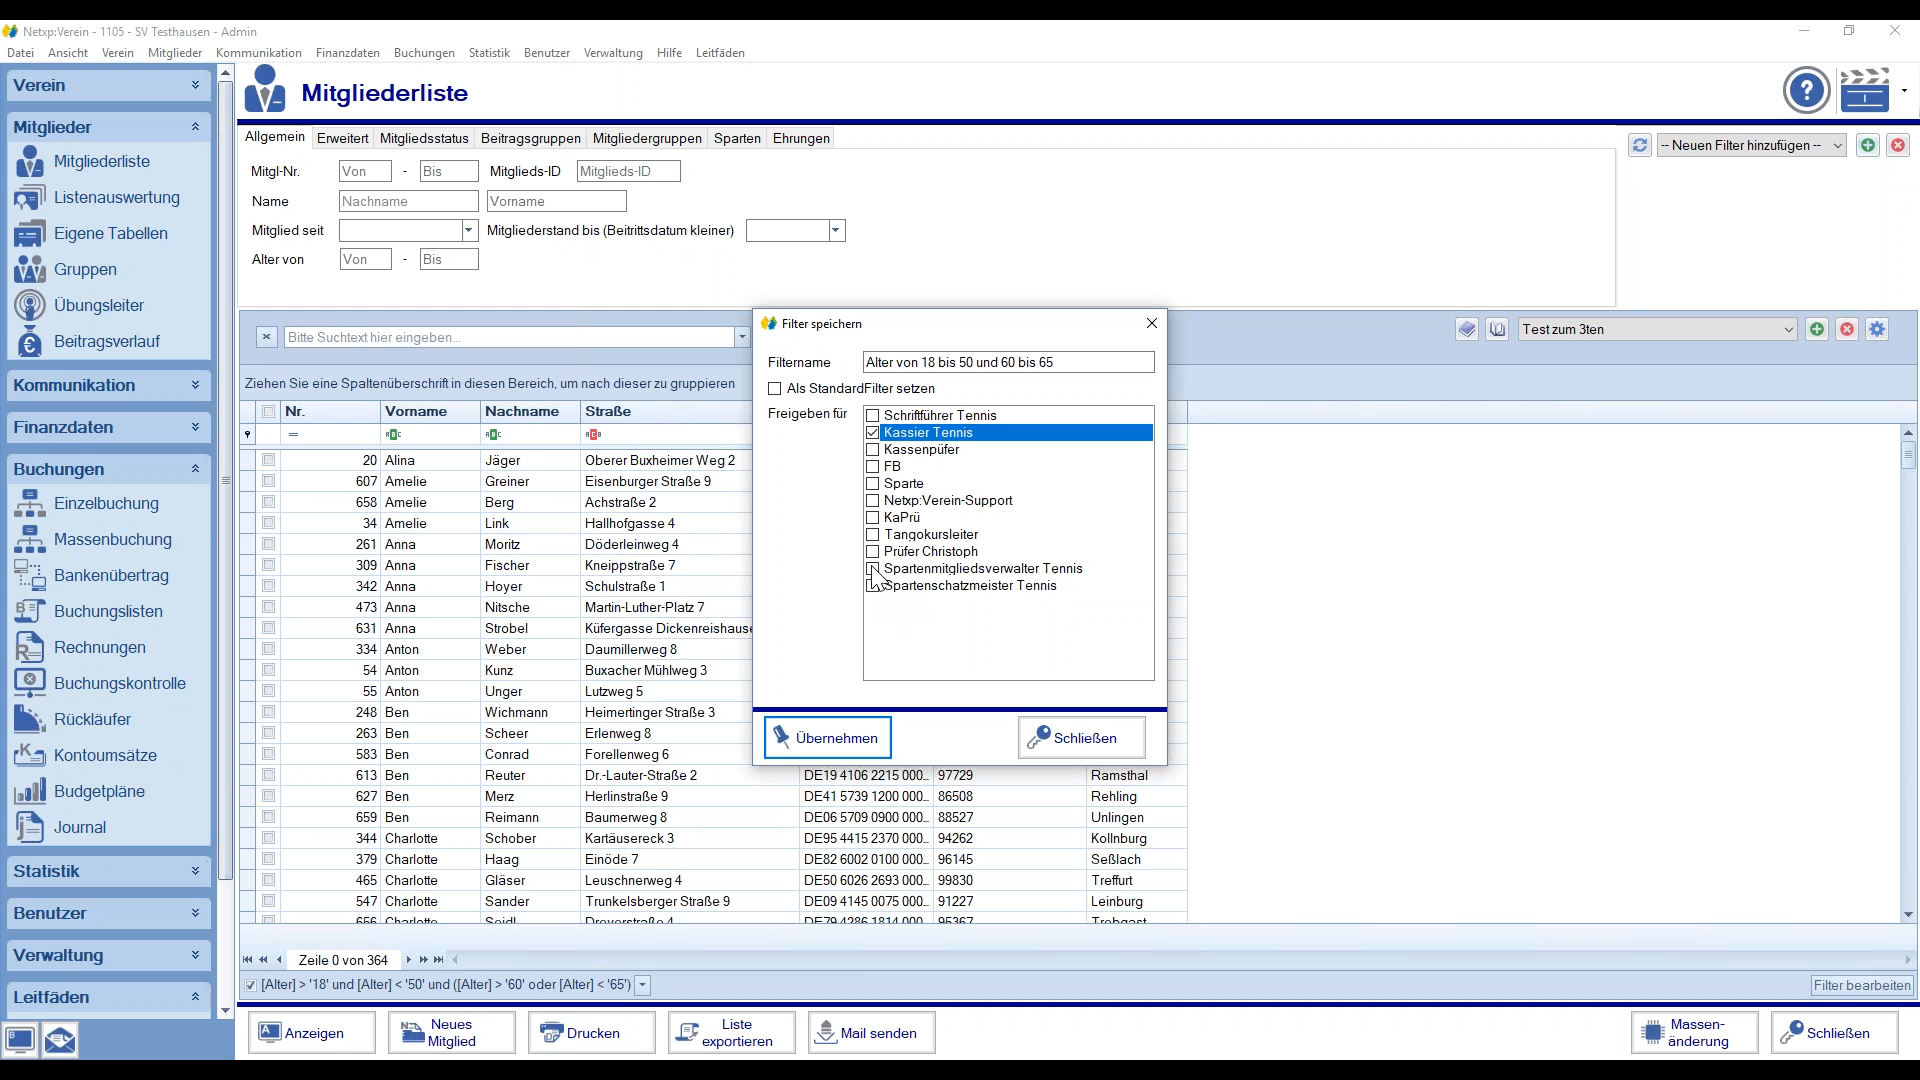 Netxp:Verein - 1105 - SV Testhausen - Admin
Datei Ansicht Verein Mitglieder Kommunikation Finanzdaten Buchungen Statistik Benutzer Verwaltung Hilfe Leitfäden
Verein
Mitglieder
Mitgliederliste
Listenauswertung
Eigene Tabellen
Gruppen
Übungsleiter
Beitragsverlauf
Kommunikation
Finanzdaten
Buchungen
Einzelbuchung
Massenbuchung
Bankenübertrag
Buchungslisten
Rechnungen
Buchungskontrolle
Rückläufer
Kontoumsätze
Budgetpläne
Journal
Statistik
Benutzer
Verwaltung
Leitfäden
Mitgliederliste
Allgemein Erweitert Mitgliedsstatus Beitragsgruppen Mitgliedergruppen Sparten Ehrungen
-- Neuen Filter hinzufügen --
Mitgl-Nr. Von - Bis Mitglieds-ID Mitglieds-ID
Name Nachname Vorname
Mitglied seit Mitgliederstand bis (Beitrittsdatum kleiner)
Alter von Von - Bis
Bitte Suchtext hier eingeben...
Test zum 3ten
Ziehen Sie eine Spaltenüberschrift in diesen Bereich, um nach dieser zu gruppieren
Nr. Vorname Nachname Straße
20 Alina Jäger Oberer Buxheimer Weg 2
607 Amelie Greiner Eisenburger Straße 9
658 Amelie Berg Achstraße 2
34 Amelie Link Hallhofgasse 4
261 Anna Moritz Döderleinweg 4
309 Anna Fischer Kneippstraße 7
342 Anna Hoyer Schulstraße 1
473 Anna Nitsche Martin-Luther-Platz 7
631 Anna Strobel Küfergasse Dickenreishause
334 Anton Weber Daumillerweg 8
54 Anton Kunz Buxacher Mühlweg 3
55 Anton Unger Lutzweg 5
248 Ben Wichmann Heimertinger Straße 3
263 Ben Scheer Erlenweg 8
583 Ben Conrad Forellenweg 6
613 Ben Reuter Dr.-Lauter-Straße 2 DE19 4106 2215 000... 97729 Ramsthal
627 Ben Merz Herlinstraße 9 DE41 5739 1200 000... 86508 Rehling
659 Ben Reimann Baumerweg 8 DE06 5709 0900 000... 88527 Unlingen
344 Charlotte Schober Kartäusereck 3 DE95 4415 2370 000... 94262 Kollnburg
379 Charlotte Haag Einöde 7 DE82 6002 0100 000... 96145 Seßlach
465 Charlotte Gläser Leuschnerweg 4 DE50 6026 2693 000... 99830 Treffurt
547 Charlotte Sander Trunkelsberger Straße 9 DE09 4145 0075 000... 91227 Leinburg
656 Charlotte Seidl Dreyerstraße 4 DE79 4286 1814 000... 95367 Trebgast
Filter speichern
Filtername Alter von 18 bis 50 und 60 bis 65
Als StandardFilter setzen
Freigeben für
Schriftführer Tennis
Kassier Tennis
Kassenpüfer
FB
Sparte
Netxp:Verein-Support
KaPrü
Tangokursleiter
Prüfer Christoph
Spartenmitgliedsverwalter Tennis
Spartenschatzmeister Tennis
Übernehmen Schließen
Zeile 0 von 364
[Alter] > '18' und [Alter] < '50' und ([Alter] > '60' oder [Alter] < '65')
Filter bearbeiten
Anzeigen
Neues Mitglied
Drucken
Liste exportieren
Mail senden
Massen-
änderung
Schließen